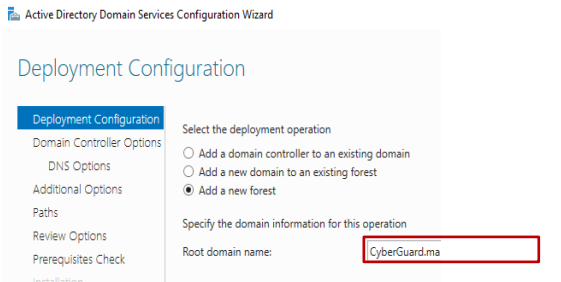 Active Directory Domain Services Configuration Wizard
Deployment Configuration
Deployment Configuration
Domain Controller Options
DNS Options
Additional Options
Paths
Review Options
Prerequisites Check
Installation
Select the deployment operation
Add a domain controller to an existing domain
Add a new domain to an existing forest
Add a new forest
Specify the domain information for this operation
Root domain name:
CyberGuard.ma